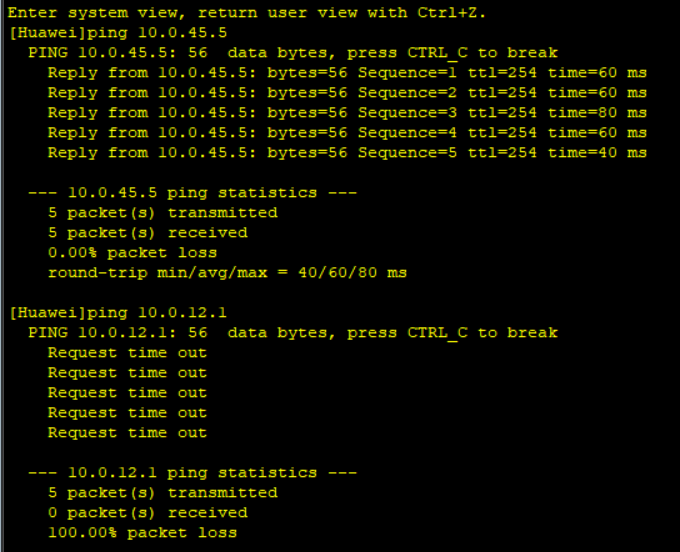 Enter system view, return user view with Ctrl+Z.
[Huawei]ping 10.0.45.5
PING 10.0.45.5: 56  data bytes, press CTRL_C to break
Reply from 10.0.45.5: bytes=56 Sequence=1 ttl=254 time=60 ms
Reply from 10.0.45.5: bytes=56 Sequence=2 ttl=254 time=60 ms
Reply from 10.0.45.5: bytes=56 Sequence=3 ttl=254 time=80 ms
Reply from 10.0.45.5: bytes=56 Sequence=4 ttl=254 time=60 ms
Reply from 10.0.45.5: bytes=56 Sequence=5 ttl=254 time=40 ms
--- 10.0.45.5 ping statistics ---
5 packet(s) transmitted
5 packet(s) received
0.00% packet loss
round-trip min/avg/max = 40/60/80 ms
[Huawei]ping 10.0.12.1
PING 10.0.12.1: 56  data bytes, press CTRL_C to break
Request time out
Request time out
Request time out
Request time out
Request time out
--- 10.0.12.1 ping statistics ---
5 packet(s) transmitted
0 packet(s) received
100.00% packet loss